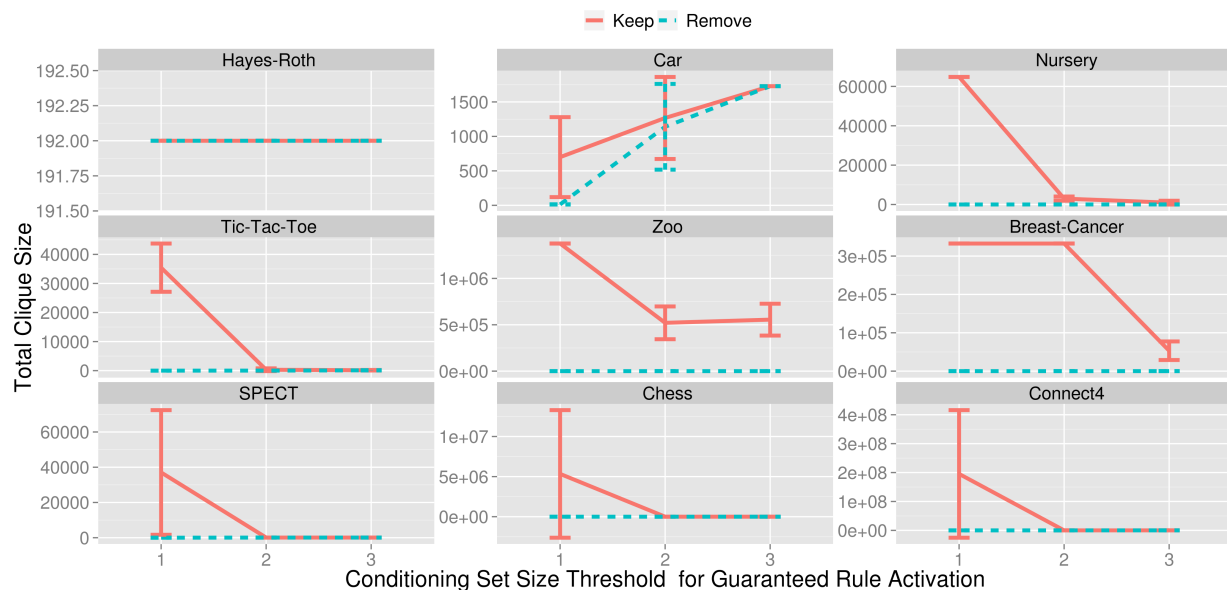 Keep Remove
Hayes-Roth
192.50
192.25
192.00
191.75
191.50
Car
1500
1000
500
0
Nursery
60000
40000
20000
0
Tic-Tac-Toe
40000
30000
20000
10000
0
Zoo
1e+06
5e+05
0e+00
Breast-Cancer
3e+05
2e+05
1e+05
0e+00
SPECT
60000
40000
20000
0
1 2 3
Chess
1e+07
5e+06
0e+00
1 2 3
Connect4
4e+08
3e+08
2e+08
1e+08
0e+00
1 2 3
Total Clique Size
Conditioning Set Size Threshold  for Guaranteed Rule Activation